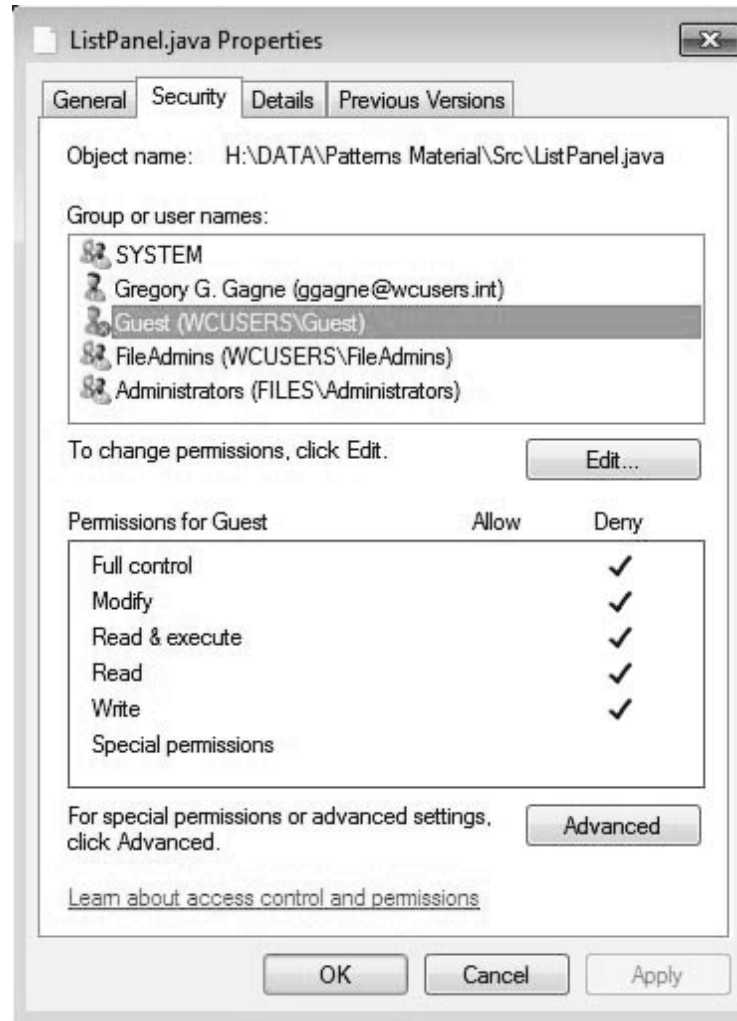 ListPanel.java Properties
General Security Details Previous Versions
Object name: H:\DATA\Patterns Material\Src\ListPanel.java
Group or user names:
SYSTEM
Gregory G. Gagne (ggagne@wcusers.int)
Guest (WCUSERS\Guest)
FileAdmins (WCUSERS\FileAdmins)
Administrators (FILES\Administrators)
To change permissions, click Edit. Edit...
Permissions for Guest Allow Deny
Full control
Modify
Read & execute
Read
Write
Special permissions
For special permissions or advanced settings,
click Advanced. Advanced
Learn about access control and permissions
OK Cancel Apply